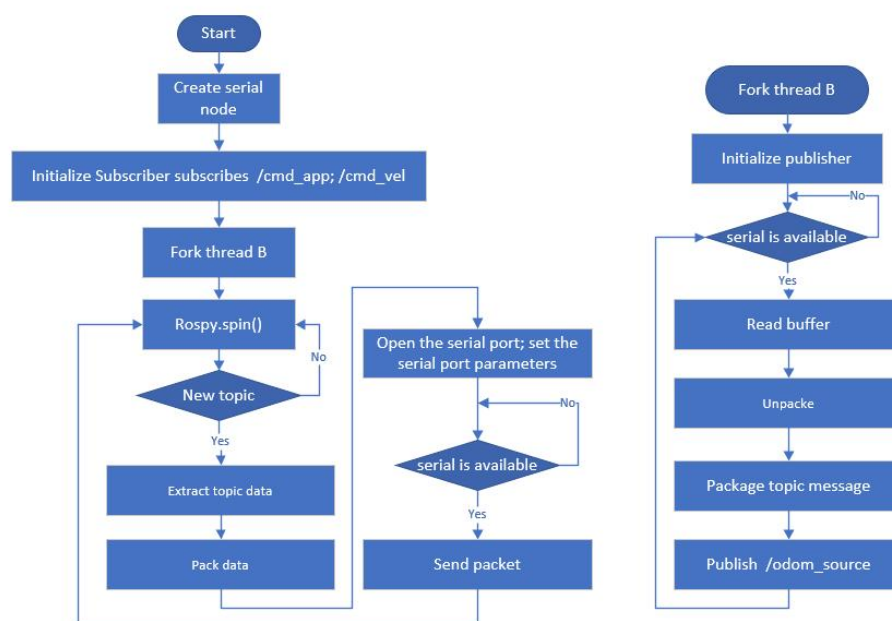 Start
Create serial
node
Initialize Subscriber subscribes /cmd_app; /cmd_vel
Fork thread B
Rospy.spin()
No
New topic
Yes
Extract topic data
Pack data
Open the serial port; set the
serial port parameters
No
serial is available
Yes
Send packet
Fork thread B
Initialize publisher
No
serial is available
Yes
Read buffer
Unpacke
Package topic message
Publish /odom_source